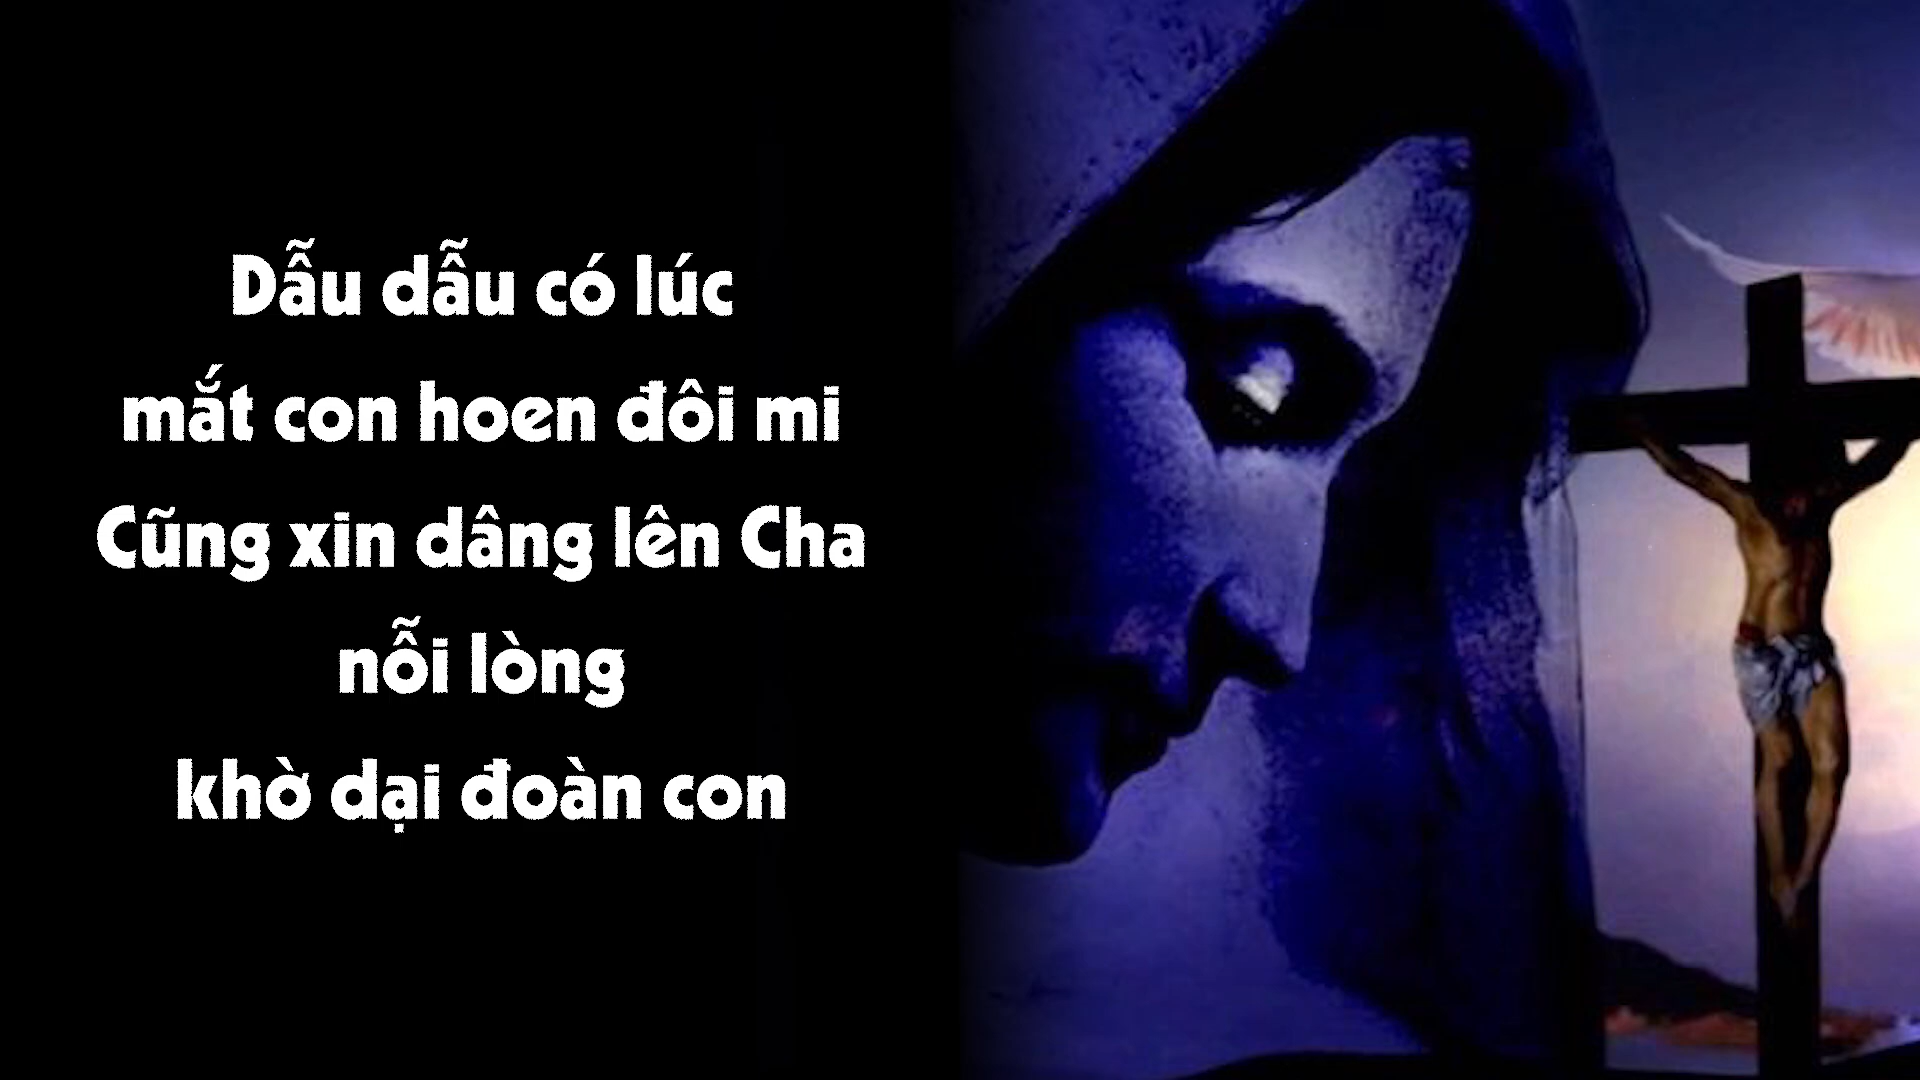 Dẫu dẫu có lúc
mắt con hoen đôi mi
Cũng xin dâng lên Cha
nỗi lòng
khờ dại đoàn con